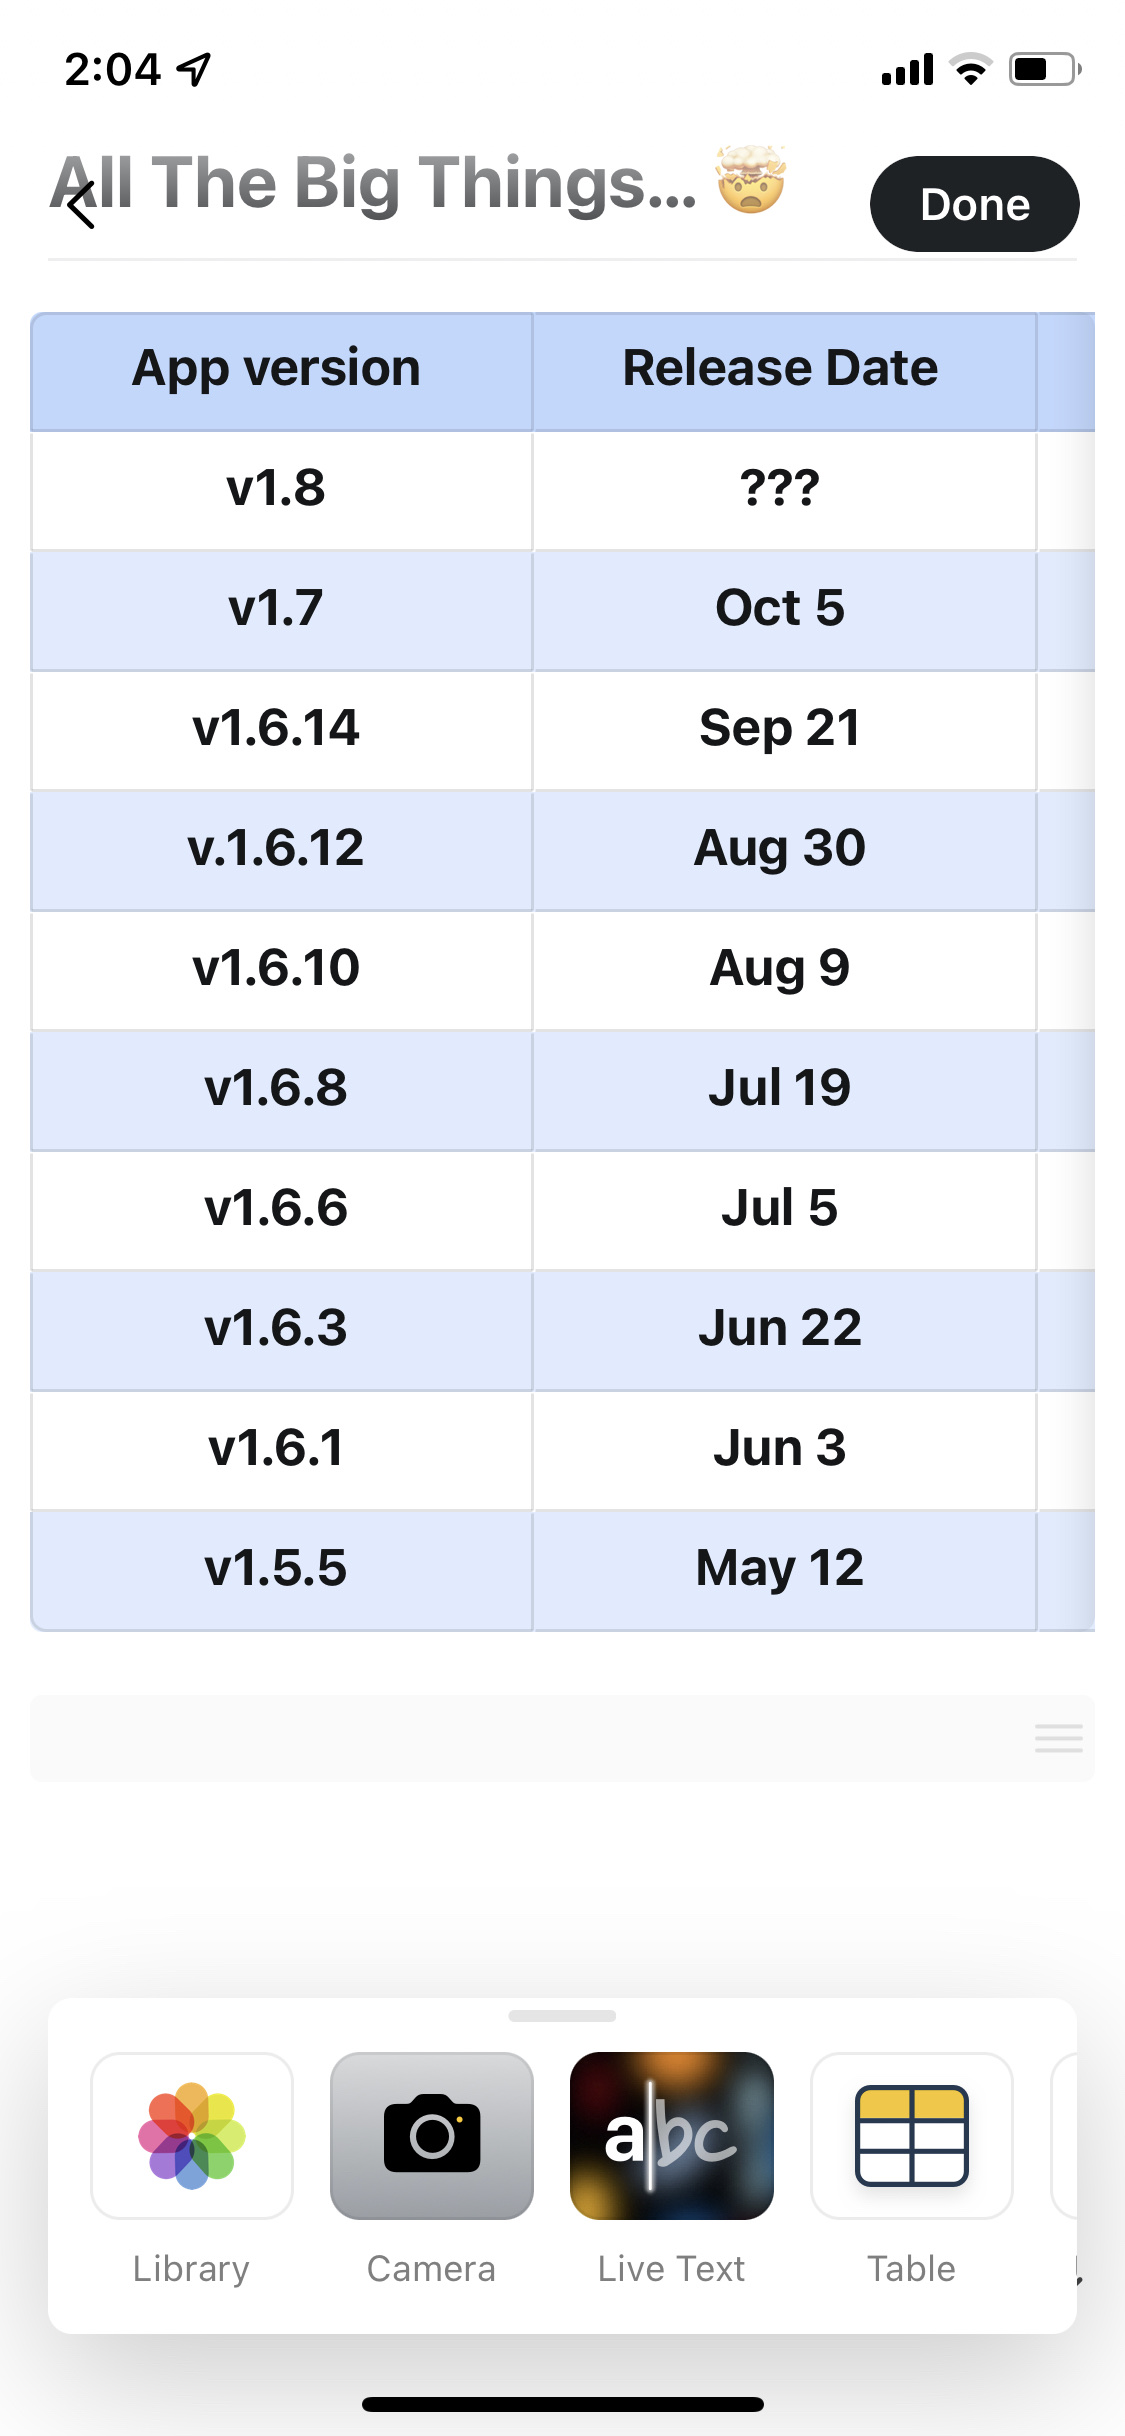 2:04
All The Big Things... 🤯
Done
App version Release Date
v1.8 ???
v1.7 Oct 5
v1.6.14 Sep 21
v.1.6.12 Aug 30
v1.6.10 Aug 9
v1.6.8 Jul 19
v1.6.6 Jul 5
v1.6.3 Jun 22
v1.6.1 Jun 3
v1.5.5 May 12
a|bc
Library Camera Live Text Table